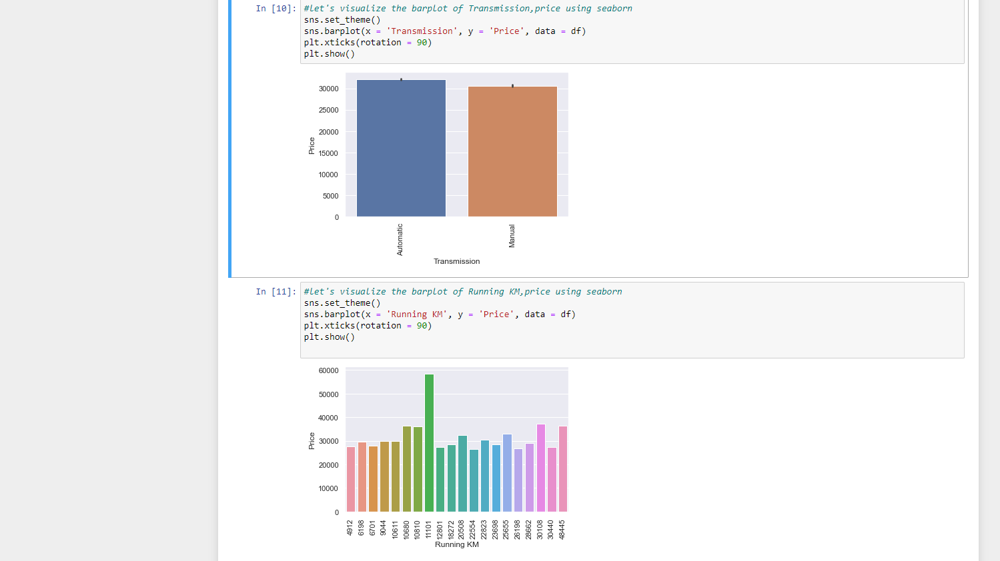 In [10]: #let's visualize the barplot of Transmission,price using seaborn
sns.set_theme()
sns.barplot(x = 'Transmission', y = 'Price', data = df)
plt.xticks(rotation = 90)
plt.show()
30000
25000
20000
15000
10000
5000
0
Price
Automatic
Manual
Transmission
In [11]: #let's visualize the barplot of Running KM,price using seaborn
sns.set_theme()
sns.barplot(x = 'Running KM', y = 'Price', data = df)
plt.xticks(rotation = 90)
plt.show()
60000
50000
40000
30000
20000
10000
0
Price
4912
6198
6701
9044
10611
10680
10810
11101
12801
18272
20508
22554
22823
23698
25655
26198
28662
30108
30440
48445
Running KM